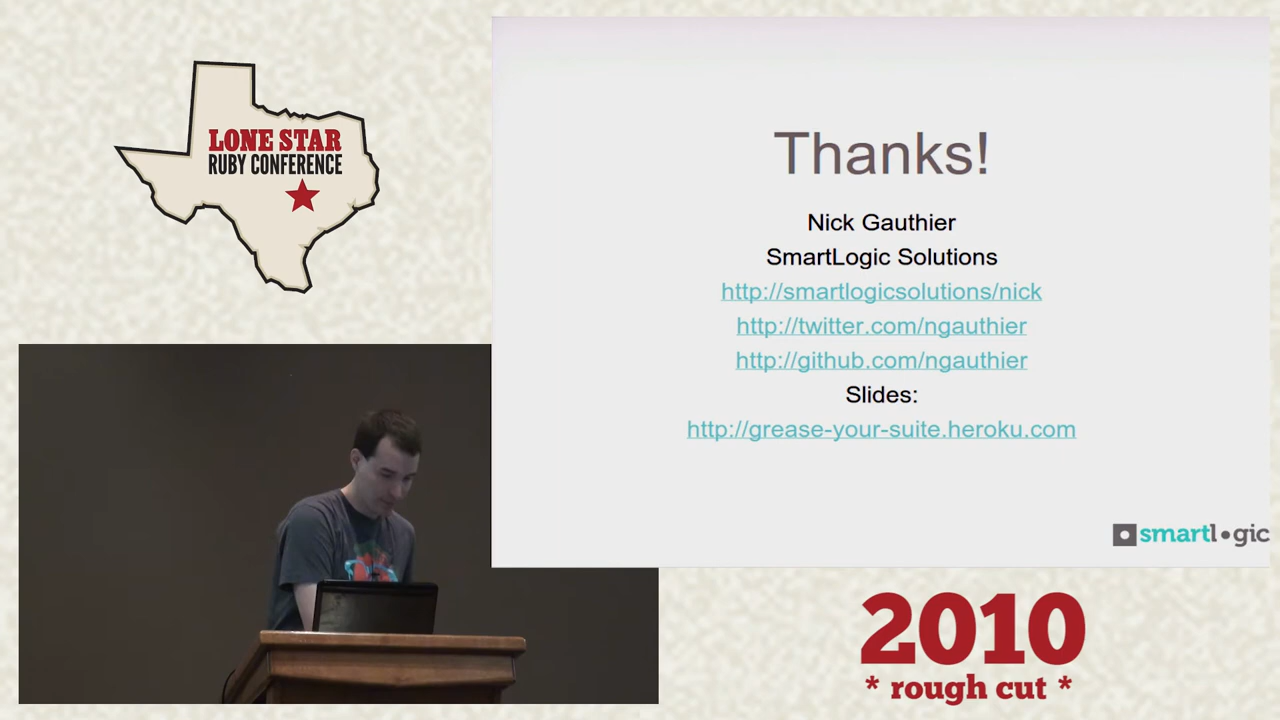 LONE STAR
RUBY CONFERENCE
Thanks!
Nick Gauthier
SmartLogic Solutions
http://smartlogicsolutions/nick
http://twitter.com/ngauthier
http://github.com/ngauthier
Slides:
http://grease-your-suite.heroku.com
smartlogic
2010
* rough cut *